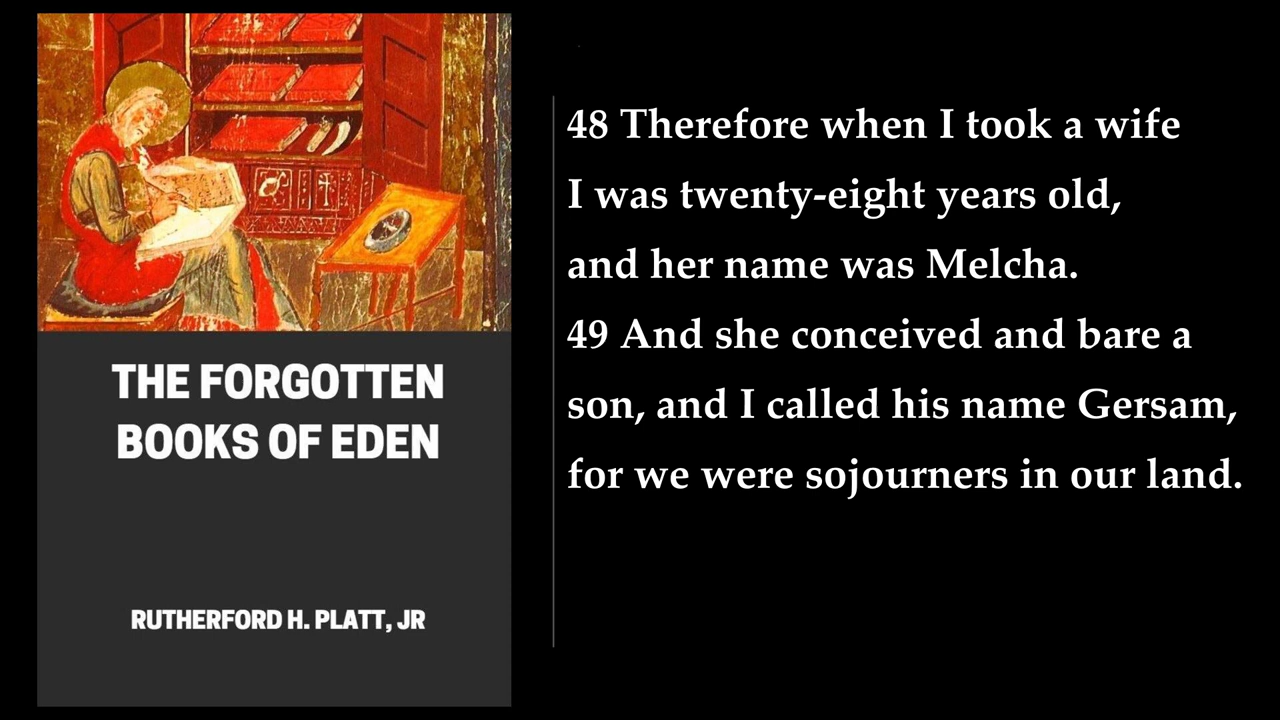 THE FORGOTTEN
BOOKS OF EDEN
RUTHERFORD H. PLATT, JR
48 Therefore when I took a wife
I was twenty-eight years old,
and her name was Melcha.
49 And she conceived and bare a
son, and I called his name Gersam,
for we were sojourners in our land.